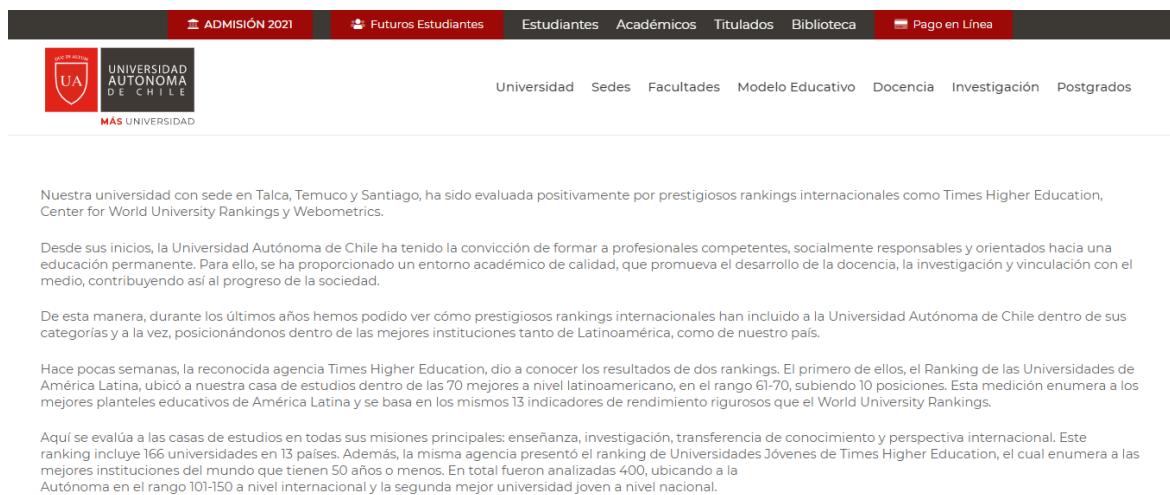 ADMISIÓN 2021 Futuros Estudiantes Estudiantes Académicos Titulados Biblioteca Pago en Línea
UA
UNIVERSIDAD
AUTONOMA
DE CHILE
MÁS UNIVERSIDAD
Universidad Sedes Facultades Modelo Educativo Docencia Investigación Postgrados
Nuestra universidad con sede en Talca, Temuco y Santiago, ha sido evaluada positivamente por prestigiosos rankings internacionales como Times Higher Education,
Center for World University Rankings y Webometrics.
Desde sus inicios, la Universidad Autónoma de Chile ha tenido la convicción de formar a profesionales competentes, socialmente responsables y orientados hacia una
educación permanente. Para ello, se ha proporcionado un entorno académico de calidad, que promueva el desarrollo de la docencia, la investigación y vinculación con el
medio, contribuyendo así al progreso de la sociedad.
De esta manera, durante los últimos años hemos podido ver cómo prestigiosos rankings internacionales han incluido a la Universidad Autónoma de Chile dentro de sus
categorías y a la vez, posicionándonos dentro de las mejores instituciones tanto de Latinoamérica, como de nuestro país.
Hace pocas semanas, la reconocida agencia Times Higher Education, dio a conocer los resultados de dos rankings. El primero de ellos, el Ranking de las Universidades de
América Latina, ubicó a nuestra casa de estudios dentro de las 70 mejores a nivel latinoamericano, en el rango 61-70, subiendo 10 posiciones. Esta medición enumera a los
mejores planteles educativos de América Latina y se basa en los mismos 13 indicadores de rendimiento rigurosos que el World University Rankings.
Aquí se evalúa a las casas de estudios en todas sus misiones principales: enseñanza, investigación, transferencia de conocimiento y perspectiva internacional. Este
ranking incluye 166 universidades en 13 países. Además, la misma agencia presentó el ranking de Universidades Jóvenes de Times Higher Education, el cual enumera a las
mejores instituciones del mundo que tienen 50 años o menos. En total fueron analizadas 400, ubicando a la
Autónoma en el rango 101-150 a nivel internacional y la segunda mejor universidad joven a nivel nacional.